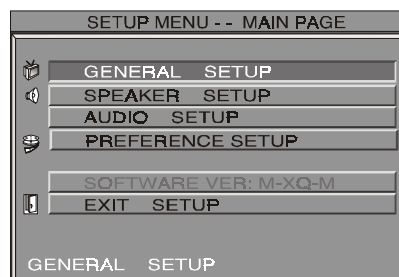 SETUP MENU - - MAIN PAGE
GENERAL SETUP
SPEAKER SETUP
AUDIO SETUP
PREFERENCE SETUP
SOFTWARE VER: M-XQ-M
EXIT SETUP
GENERAL SETUP